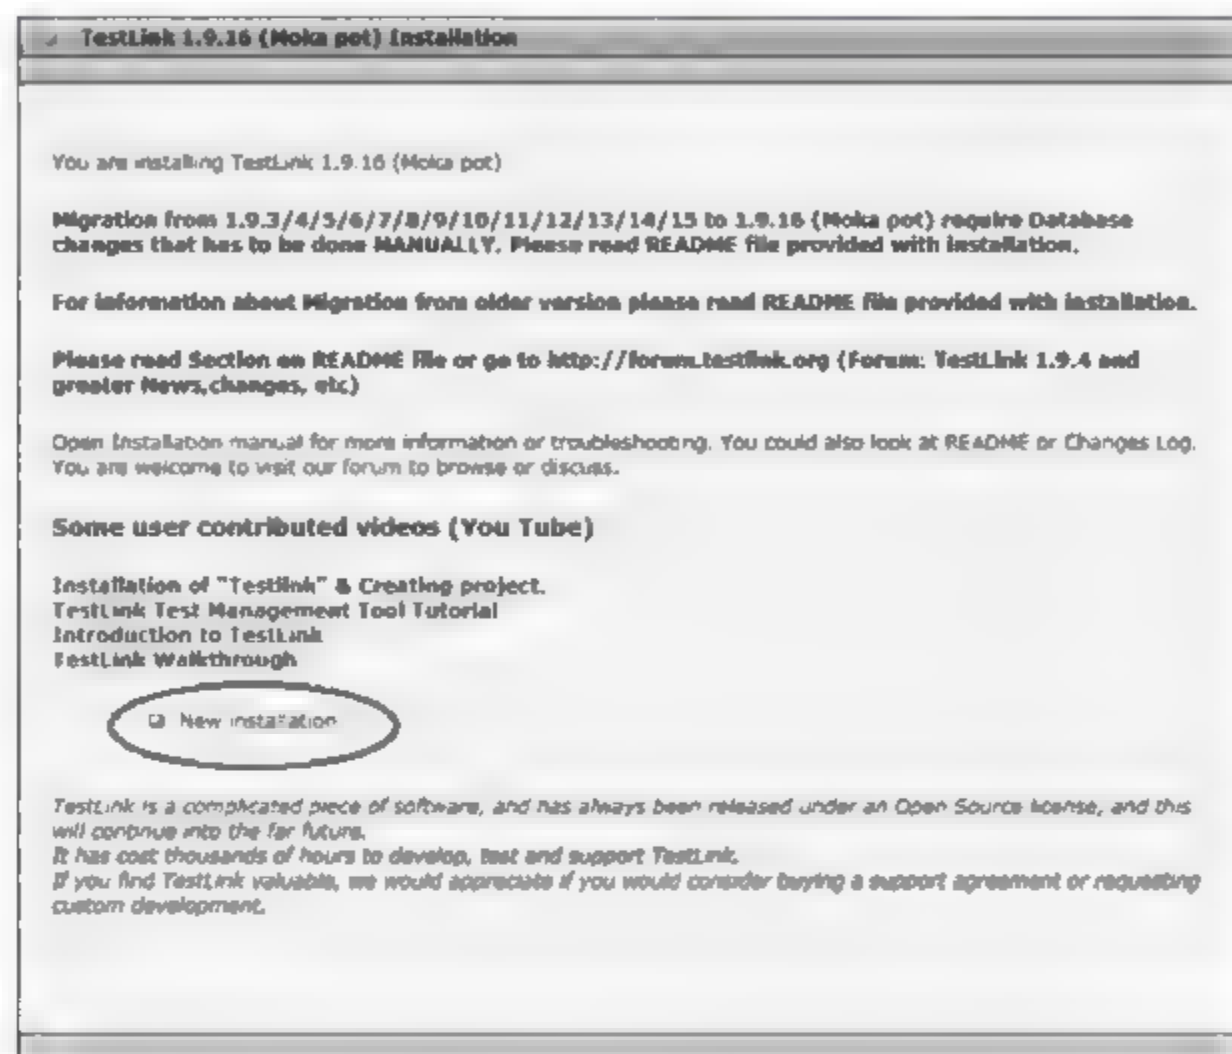 TestLink 1.9.16 (Moka pot) Installation
You are installing TestLink 1.9.16 (Moka pot)
Migration from 1.9.3/4/5/6/7/8/9/10/11/12/13/14/15 to 1.9.16 (Moka pot) require Database
changes that has to be done MANUALLY. Please read README file provided with installation.
For information about Migration from older version please read README file provided with installation.
Please read Section on README file or go to http://forum.testlink.org (Forum: TestLink 1.9.4 and
greater News,changes, etc)
Open Installation manual for more information or troubleshooting. You could also look at README or Changes Log.
You are welcome to visit our forum to browse or discuss.
Some user contributed videos (You Tube)
Installation of "Testlink" & Creating project.
TestLink Test Management Tool Tutorial
Introduction to TestLink
TestLink Walkthrough
New installation
TestLink is a complicated piece of software, and has always been released under an Open Source license, and this
will continue into the far future.
It has cost thousands of hours to develop, test and support TestLink.
If you find TestLink valuable, we would appreciate if you would consider buying a support agreement or requesting
custom development.